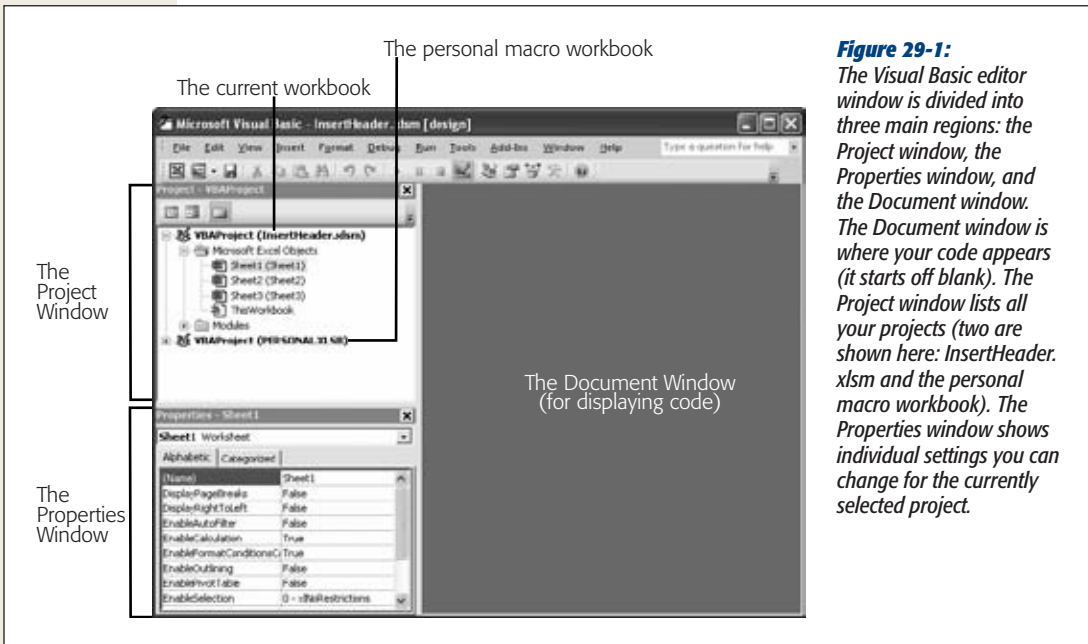 The personal macro workbook
The current workbook
Microsoft Visual Basic - InsertHeader.xlsm [design]
File Edit View Insert Format Debug Run Tools Add-Ins Window Help Type a question for help
Project - VBAProject
VBAProject (InsertHeader.xlsm)
Microsoft Excel Objects
Sheet1 (Sheet1)
Sheet2 (Sheet2)
Sheet3 (Sheet3)
ThisWorkbook
Modules
VBAProject (PERSONAL.XLSB)
The
Project
Window
The Document Window
(for displaying code)
Properties - Sheet1
Sheet1 Worksheet
Alphabetic Categorized
(Name) Sheet1
DisplayPageBreaks False
DisplayRightToLeft False
EnableAutoFilter False
EnableCalculation True
EnableFormatConditionsC True
EnableOutlining False
EnablePivotTable False
EnableSelection 0 - xlNoRestrictions
The
Properties
Window
Figure 29-1:
The Visual Basic editor
window is divided into
three main regions: the
Project window, the
Properties window, and
the Document window.
The Document window is
where your code appears
(it starts off blank). The
Project window lists all
your projects (two are
shown here: InsertHeader.
xlsm and the personal
macro workbook). The
Properties window shows
individual settings you can
change for the currently
selected project.